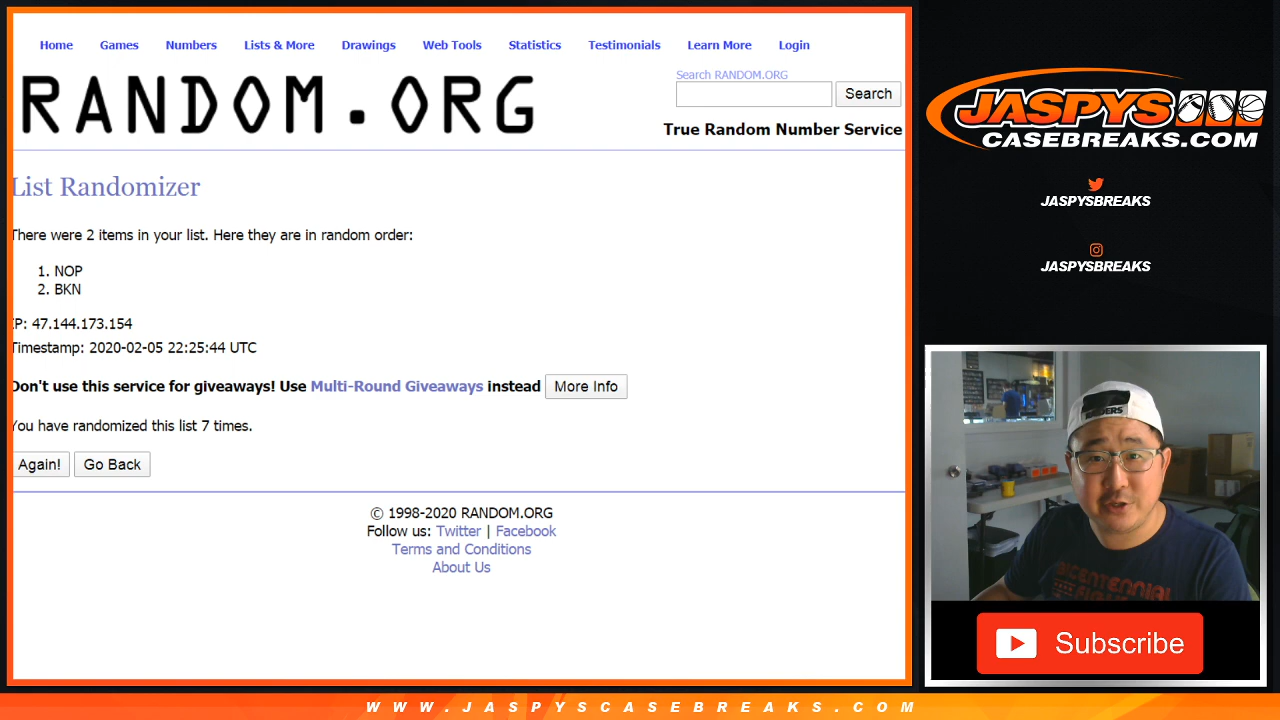 Home Games Numbers Lists & More Drawings Web Tools Statistics Testimonials Learn More Login
RANDOM.ORG
Search RANDOM.ORG
Search
True Random Number Service
List Randomizer
There were 2 items in your list. Here they are in random order:
1. NOP
2. BKN
IP: 47.144.173.154
Timestamp: 2020-02-05 22:25:44 UTC
Don't use this service for giveaways! Use Multi-Round Giveaways instead More Info
You have randomized this list 7 times.
Again! Go Back
© 1998-2020 RANDOM.ORG
Follow us: Twitter | Facebook
Terms and Conditions
About Us
JASPYS
CASEBREAKS.COM
JASPYSBREAKS
JASPYSBREAKS
BICENTENNIAL
Subscribe
WWW.JASPYSCASEBREAKS.COM